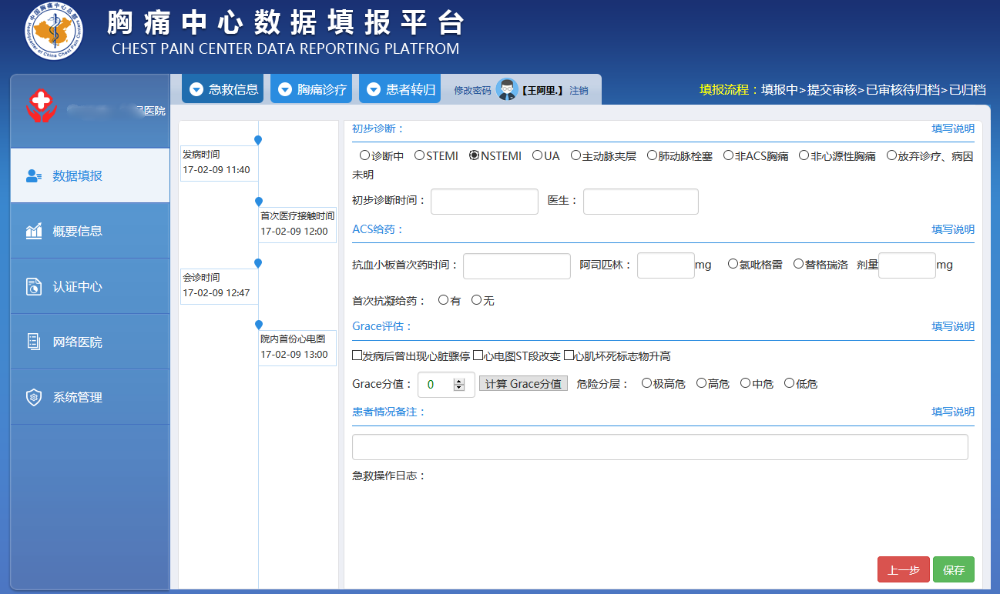 中国胸痛中心总部
Headquarter of China Chest Pain Centers
胸痛中心数据填报平台
CHEST PAIN CENTER DATA REPORTING PLATFROM
医院
急救信息 胸痛诊疗 患者转归 修改密码 【王阿里.】 注销 填报流程：填报中>提交审核>已审核待归档>已归档
数据填报
概要信息
认证中心
网络医院
系统管理
发病时间
17-02-09 11:40
首次医疗接触时间
17-02-09 12:00
会诊时间
17-02-09 12:47
院内首份心电图
17-02-09 13:00
初步诊断： 填写说明
诊断中 STEMI NSTEMI UA 主动脉夹层 肺动脉栓塞 非ACS胸痛 非心源性胸痛 放弃诊疗、病因
未明
初步诊断时间： 医生：
ACS给药： 填写说明
抗血小板首次药时间： 阿司匹林： mg 氯吡格雷 替格瑞洛 剂量 mg
首次抗凝给药： 有 无
Grace评估： 填写说明
发病后曾出现心脏骤停 心电图ST段改变 心肌坏死标志物升高
Grace分值： 0 计算 Grace分值 危险分层： 极高危 高危 中危 低危
患者情况备注： 填写说明
急救操作日志：
上一步 保存